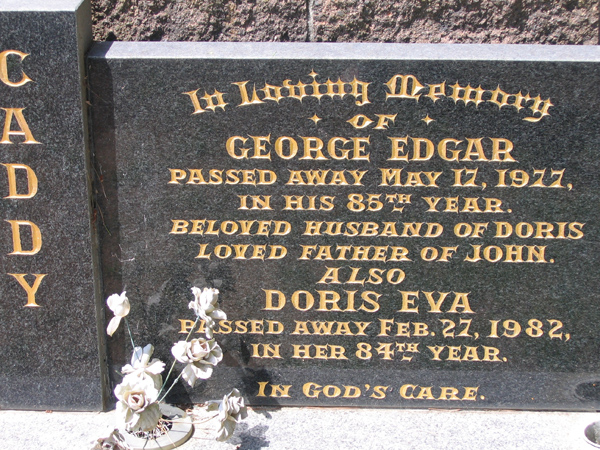 CADDY
In Loving Memory
OF
GEORGE EDGAR
PASSED AWAY MAY 17, 1977,
IN HIS 85TH YEAR.
BELOVED HUSBAND OF DORIS
LOVED FATHER OF JOHN.
ALSO
DORIS EVA
PASSED AWAY FEB. 27, 1982,
IN HER 84TH YEAR.
IN GOD'S CARE.